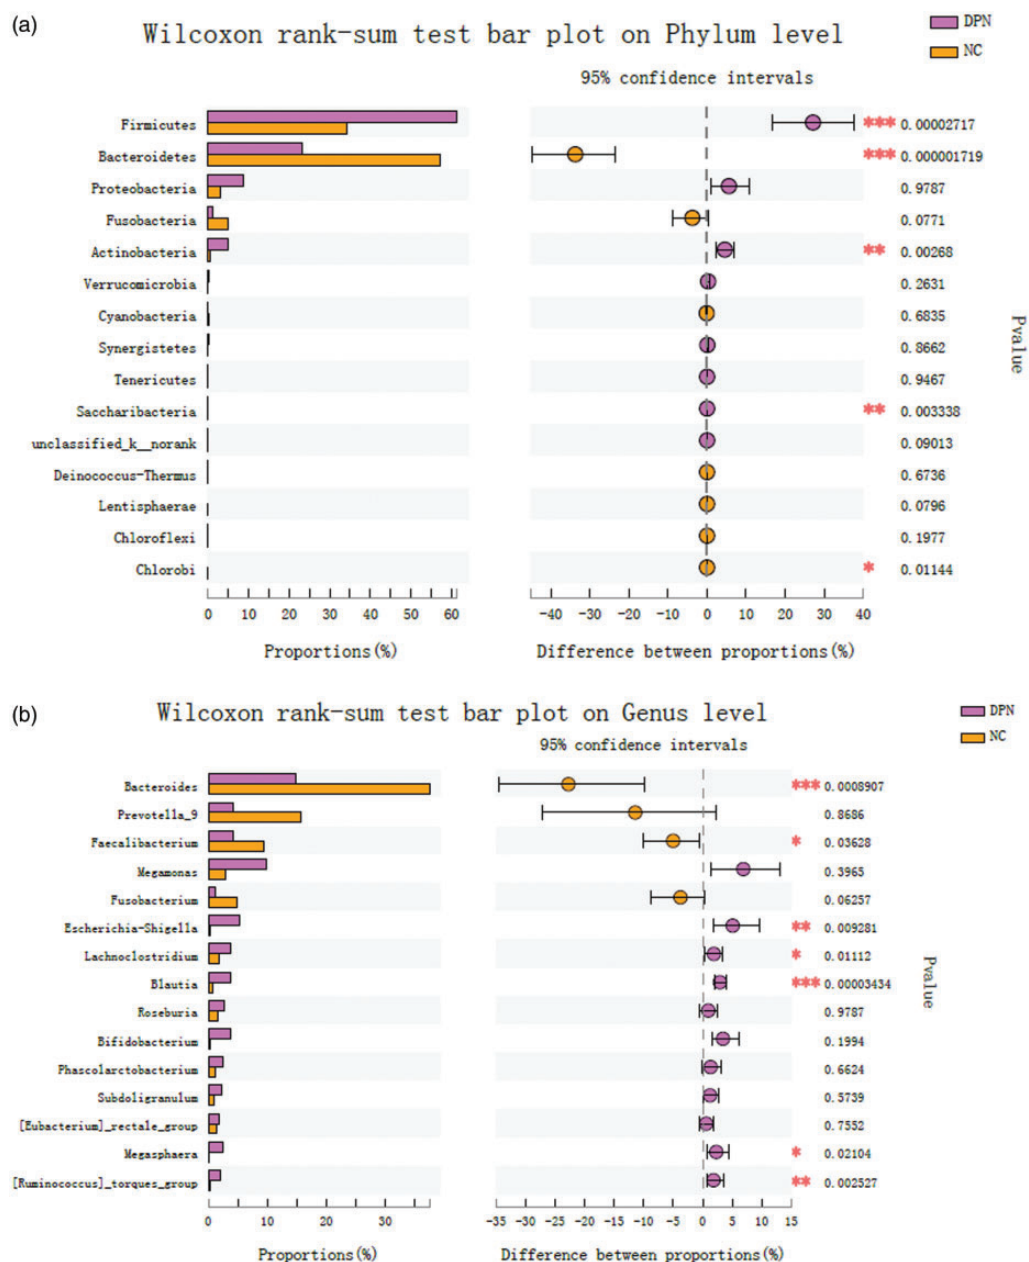 (a)
Wilcoxon rank-sum test bar plot on Phylum level
DPN
NC
95% confidence intervals
Firmicutes
*** 0.00002717
Bacteroidetes
*** 0.000001719
Proteobacteria
0.9787
Fusobacteria
0.0771
Actinobacteria
** 0.00268
Verrucomicrobia
0.2631
Cyanobacteria
0.6835
Synergistetes
0.8662
Tenericutes
0.9467
Saccharibacteria
** 0.003338
unclassified_k__norank
0.09013
Deinococcus-Thermus
0.6736
Lentisphaerae
0.0796
Chloroflexi
0.1977
Chlorobi
* 0.01144
Pvalue
0 10 20 30 40 50 60
-40 -30 -20 -10 0 10 20 30 40
Proportions(%)
Difference between proportions(%)
(b)
Wilcoxon rank-sum test bar plot on Genus level
DPN
NC
95% confidence intervals
Bacteroides
*** 0.0008907
Prevotella_9
0.8686
Faecalibacterium
* 0.03628
Megamonas
0.3965
Fusobacterium
0.06257
Escherichia-Shigella
** 0.009281
Lachnoclostridium
* 0.01112
Blautia
*** 0.00003434
Roseburia
0.9787
Bifidobacterium
0.1994
Phascolarctobacterium
0.6624
Subdoligranulum
0.5739
[Eubacterium]_rectale_group
0.7552
Megasphaera
* 0.02104
[Ruminococcus]_torques_group
** 0.002527
Pvalue
0 10 20 30
-35 -30 -25 -20 -15 -10 -5 0 5 10 15
Proportions(%)
Difference between proportions(%)